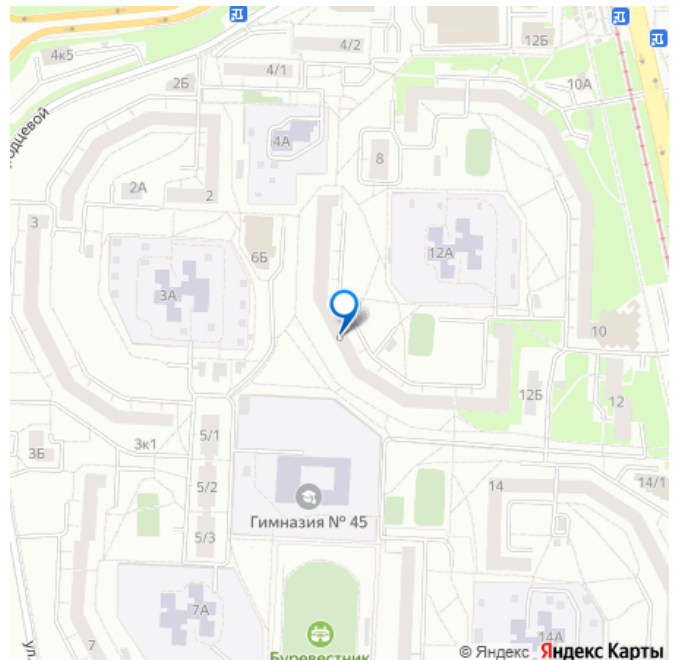 4/2
12Б
4к5
4/1
2Б
10А
одцевой
4А
8
2А
2
3
12А
6Б
3А
10
12Б
12
5/1
3к1
3Б
5/2
14
14/1
Гимназия № 45
5/3
7А
7
ул
Буревестник
14А
© Яндекс Яндекс Карты